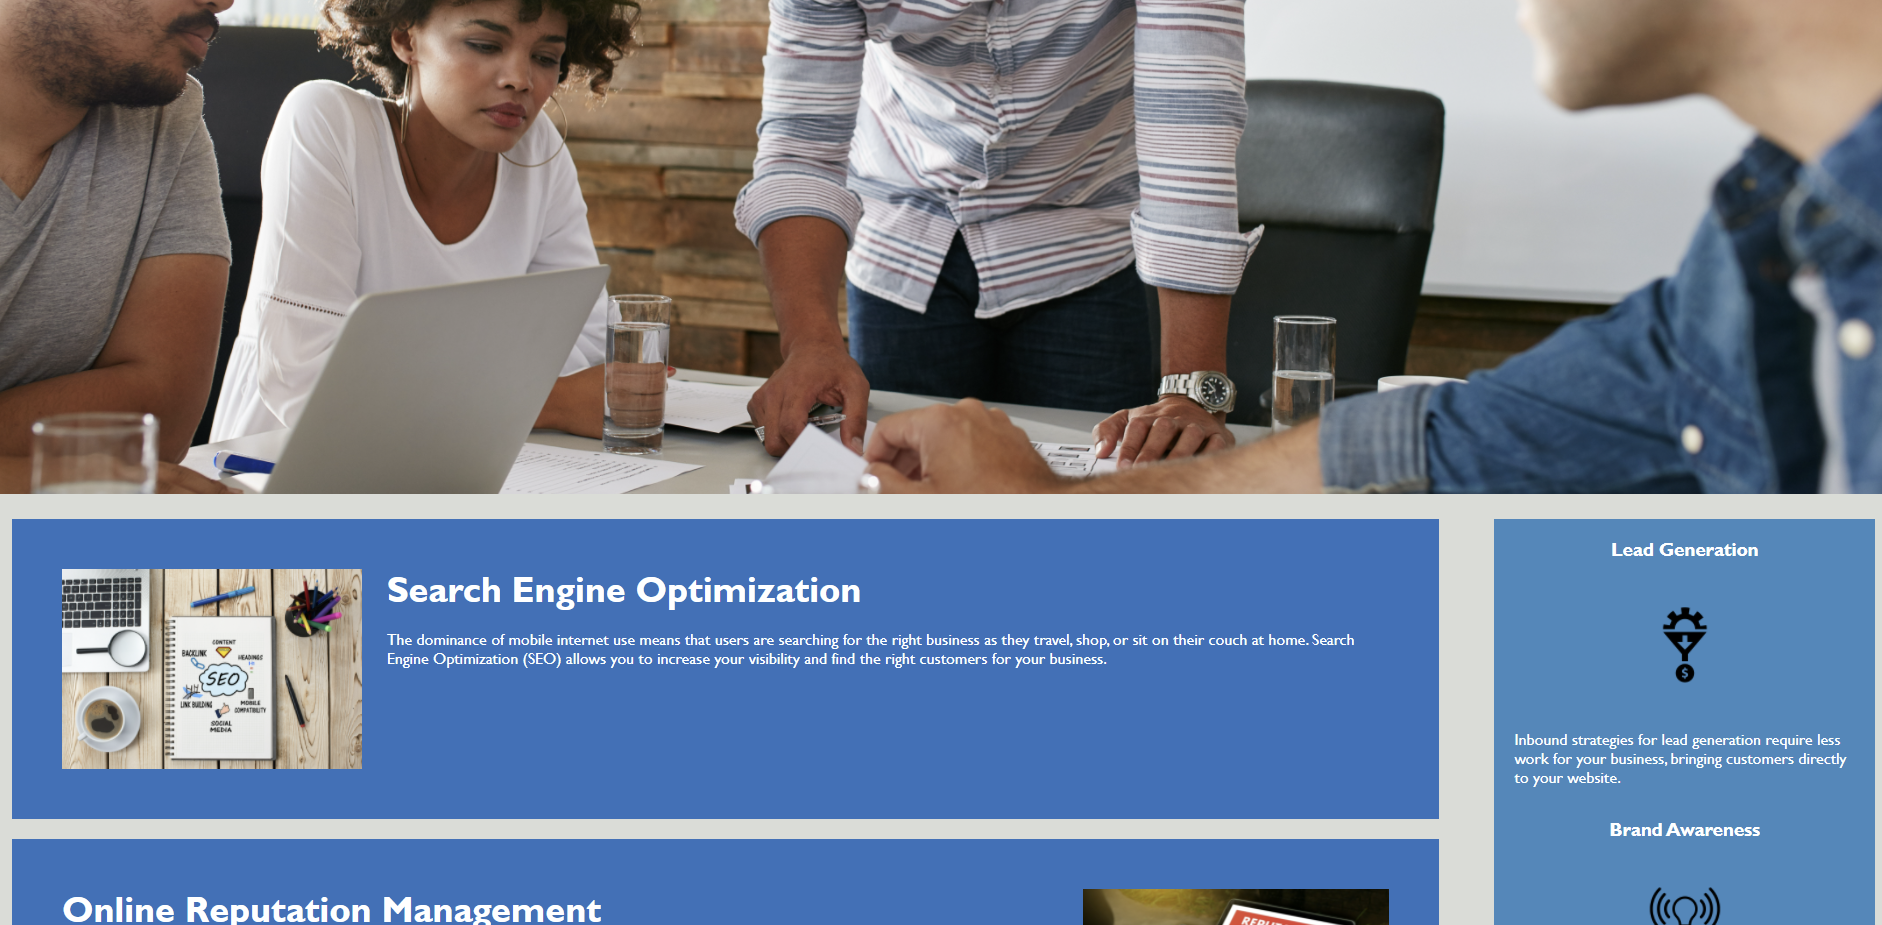 Search Engine Optimization
The dominance of mobile internet use means that users are searching for the right business as they travel, shop, or sit on their couch at home. Search
Engine Optimization (SEO) allows you to increase your visibility and find the right customers for your business.
CONTENT
BACKLINK
HEADINGS
SEO
LINK BUILDING
MOBILE
COMPATIBILITY
SOCIAL
MEDIA
Online Reputation Management
Lead Generation
$
Inbound strategies for lead generation require less
work for your business, bringing customers directly
to your website.
Brand Awareness